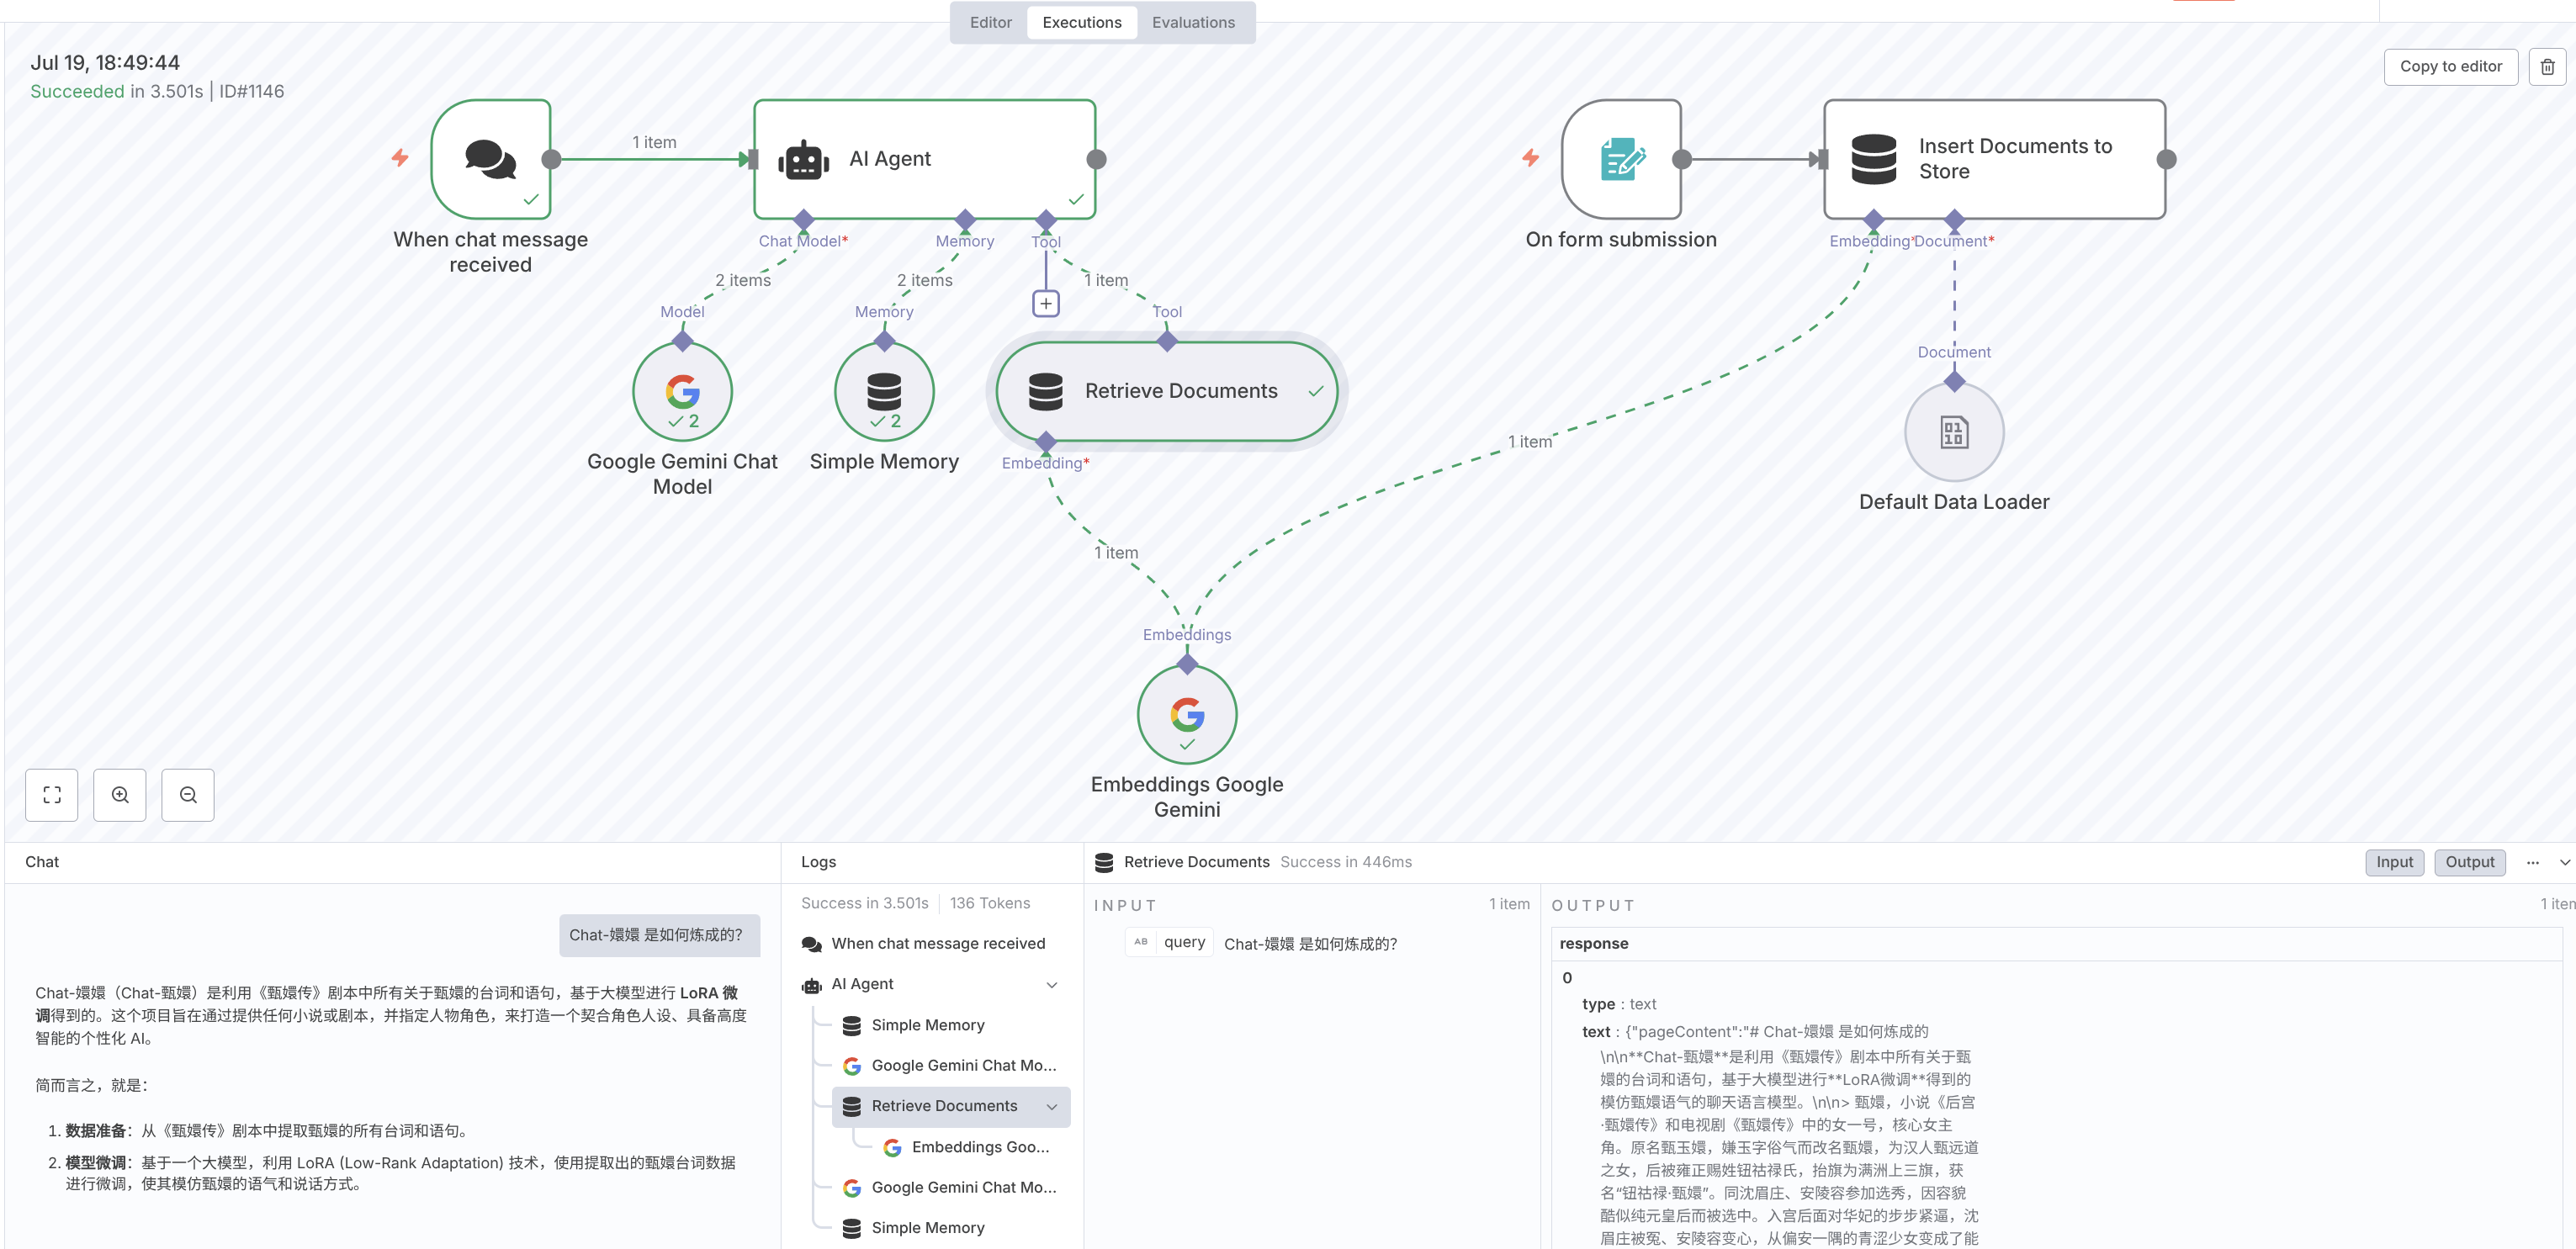 Editor
Executions
Evaluations
Jul 19, 18:49:44
Succeeded in 3.501s | ID#1146
Copy to editor
1 item
AI Agent
Insert Documents to
Store
When chat message
received
Chat Model*
Memory
Tool
On form submission
Embedding*
Document*
2 items
2 items
1 item
Model
Memory
Tool
Document
2
2
Retrieve Documents
Google Gemini Chat
Model
Simple Memory
Embedding*
1 item
Default Data Loader
1 item
Embeddings
Embeddings Google
Gemini
Chat
Chat-嬛嬛 是如何炼成的?
Chat-嬛嬛（Chat-甄嬛）是利用《甄嬛传》剧本中所有关于甄嬛的台词和语句，基于大模型进行 LoRA 微
调得到的。这个项目旨在通过提供任何小说或剧本，并指定人物角色，来打造一个契合角色人设、具备高度
智能的个性化 AI。
简而言之，就是：
1. 数据准备：从《甄嬛传》剧本中提取甄嬛的所有台词和语句。
2. 模型微调：基于一个大模型，利用 LoRA (Low-Rank Adaptation) 技术，使用提取出的甄嬛台词数据
进行微调，使其模仿甄嬛的语气和说话方式。
Logs
Success in 3.501s
136 Tokens
When chat message received
AI Agent
Simple Memory
Google Gemini Chat Mo...
Retrieve Documents
Embeddings Goo...
Google Gemini Chat Mo...
Simple Memory
Retrieve Documents
Success in 446ms
Input
Output
INPUT
1 item
AB
query
Chat-嬛嬛 是如何炼成的?
OUTPUT
response
0
type : text
text : {"pageContent":"# Chat-嬛嬛 是如何炼成的
\n\n**Chat-甄嬛**是利用《甄嬛传》剧本中所有关于甄
嬛的台词和语句，基于大模型进行**LoRA微调**得到的
模仿甄嬛语气的聊天语言模型。\n\n> 甄嬛，小说《后宫
·甄嬛传》和电视剧《甄嬛传》中的女一号，核心女主
角。原名甄玉嬛，嫌玉字俗气而改名甄嬛，为汉人甄远道
之女，后被雍正赐姓钮祜禄氏，抬旗为满洲上三旗，获
名“钮祜禄·甄嬛”。同沈眉庄、安陵容参加选秀，因容貌
酷似纯元皇后而被选中。入宫后面对华妃的步步紧逼，沈
眉庄被冤、安陵容变心，从偏安一隅的青涩少女变成了能